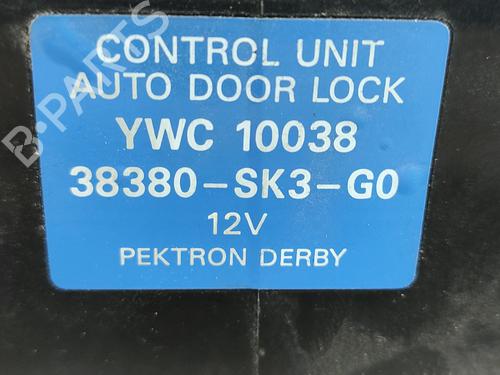 CONTROL UNIT
AUTO DOOR LOCK
YWC 10038
38380-SK3-G0
12V
PEKTRON DERBY
B-PARTS